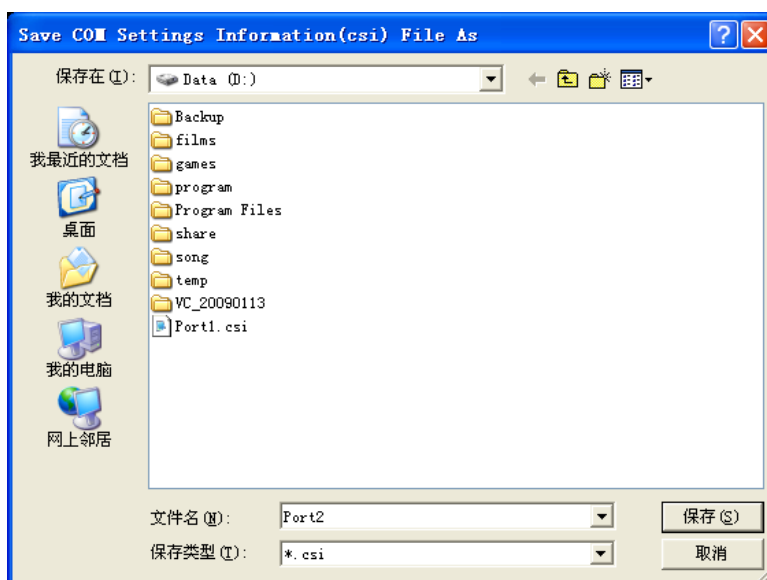 Save COM Settings Information(csi) File As
保存在(I):
Data (D:)
我最近的文档
桌面
我的文档
我的电脑
网上邻居
Backup
films
games
program
Program Files
share
song
temp
VC_20090113
Port1.csi
文件名(N):
Port2
保存(S)
保存类型(T):
*.csi
取消